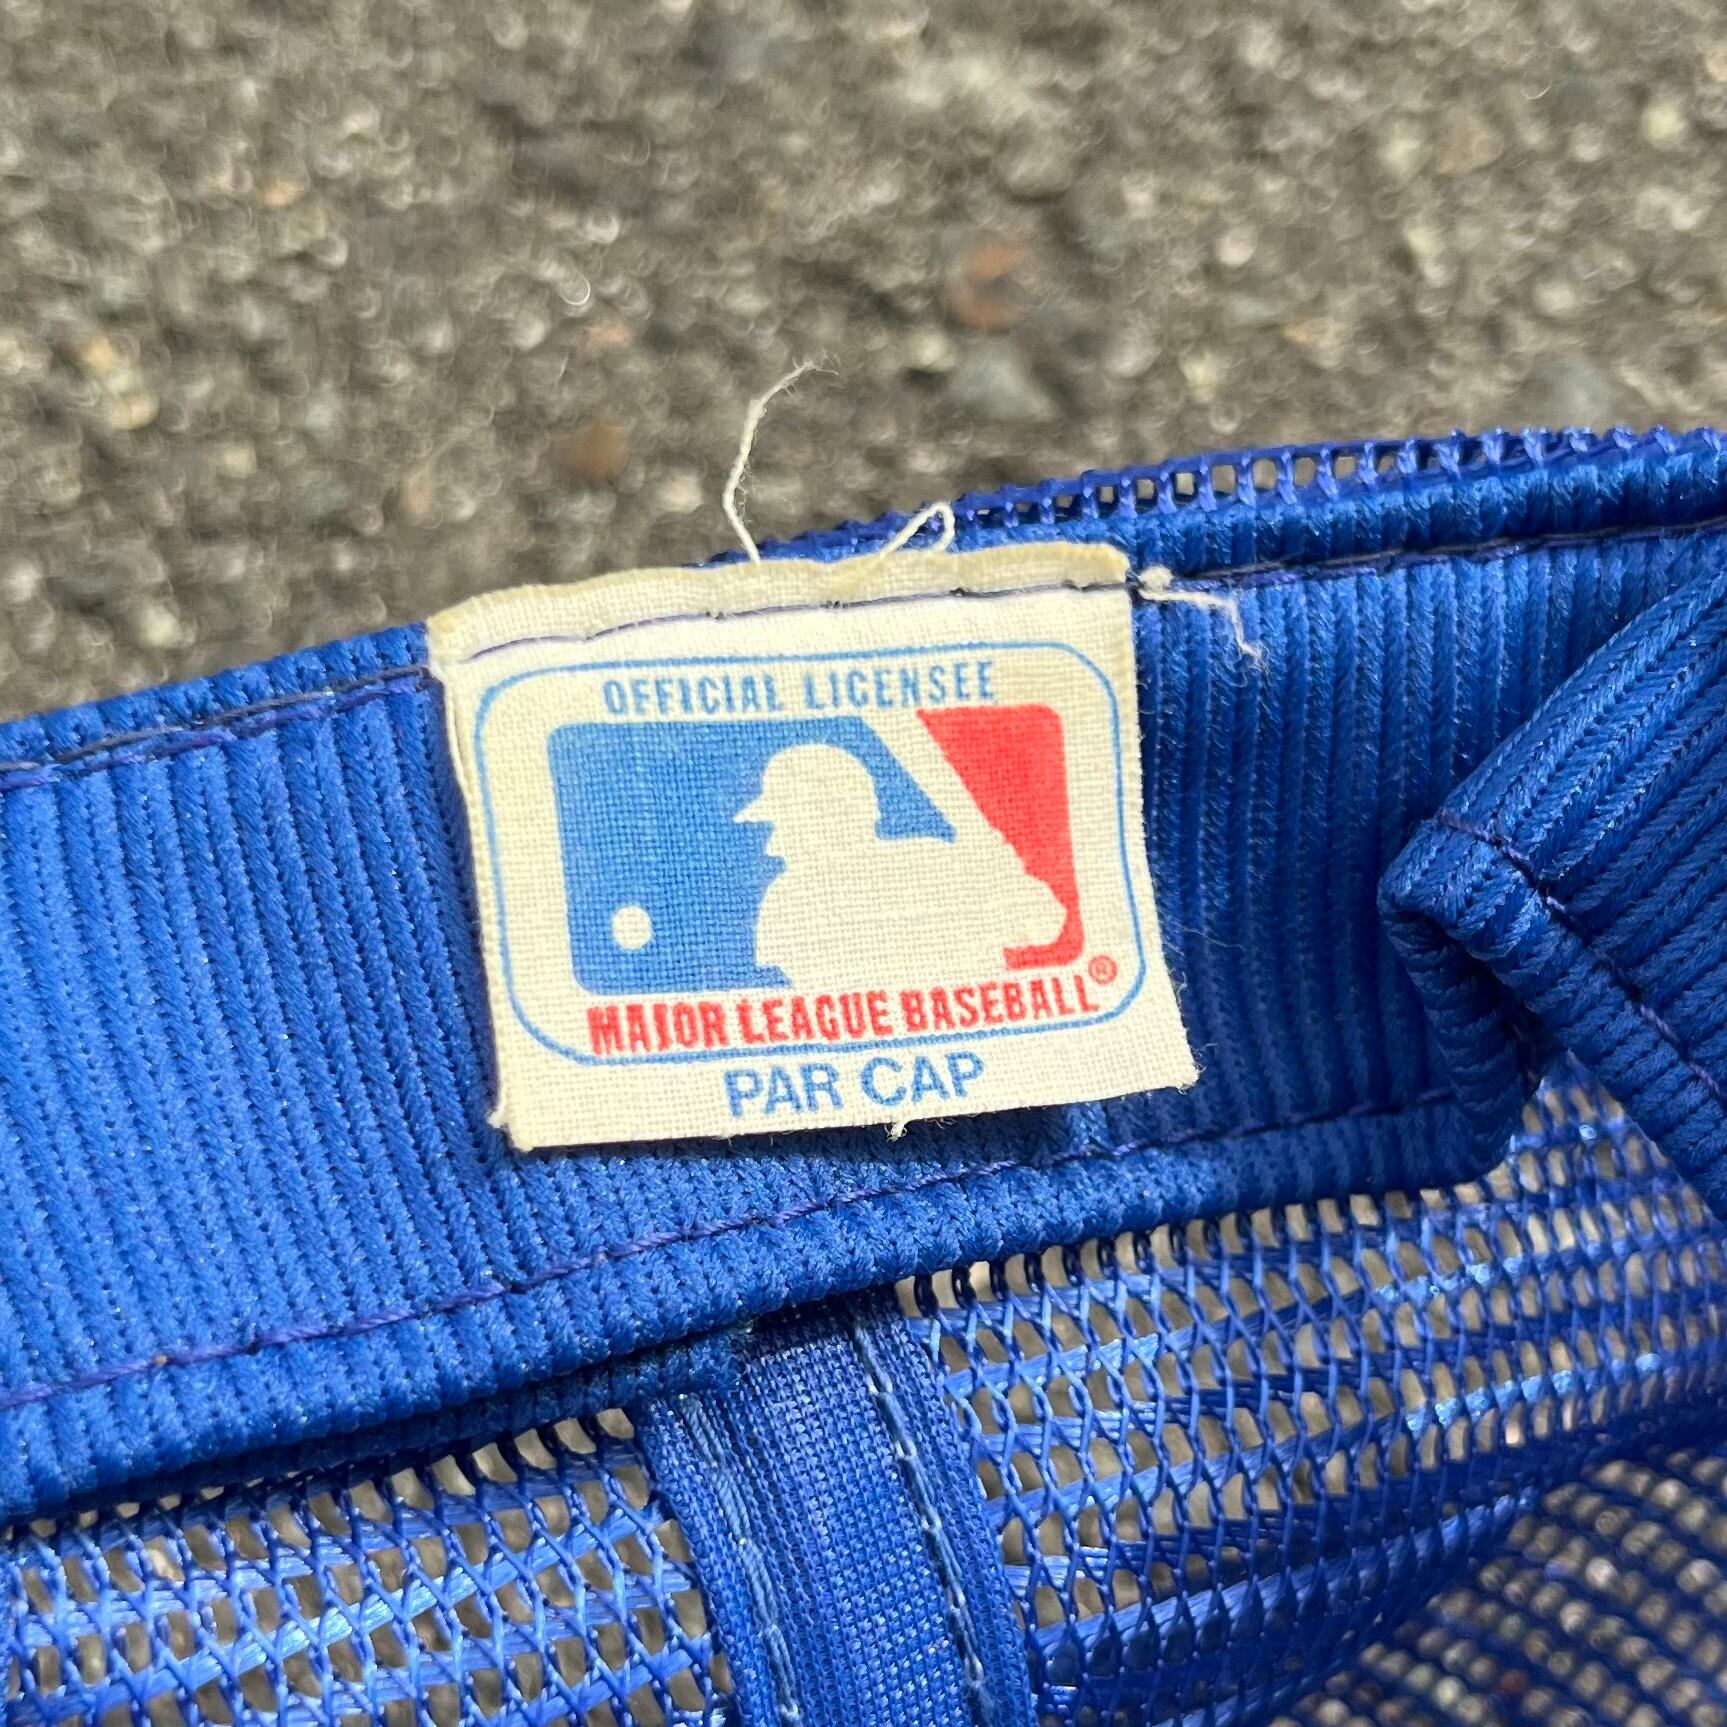 OFFICIAL LICENSEE
MAJOR LEAGUE BASEBALL®
PAR CAP